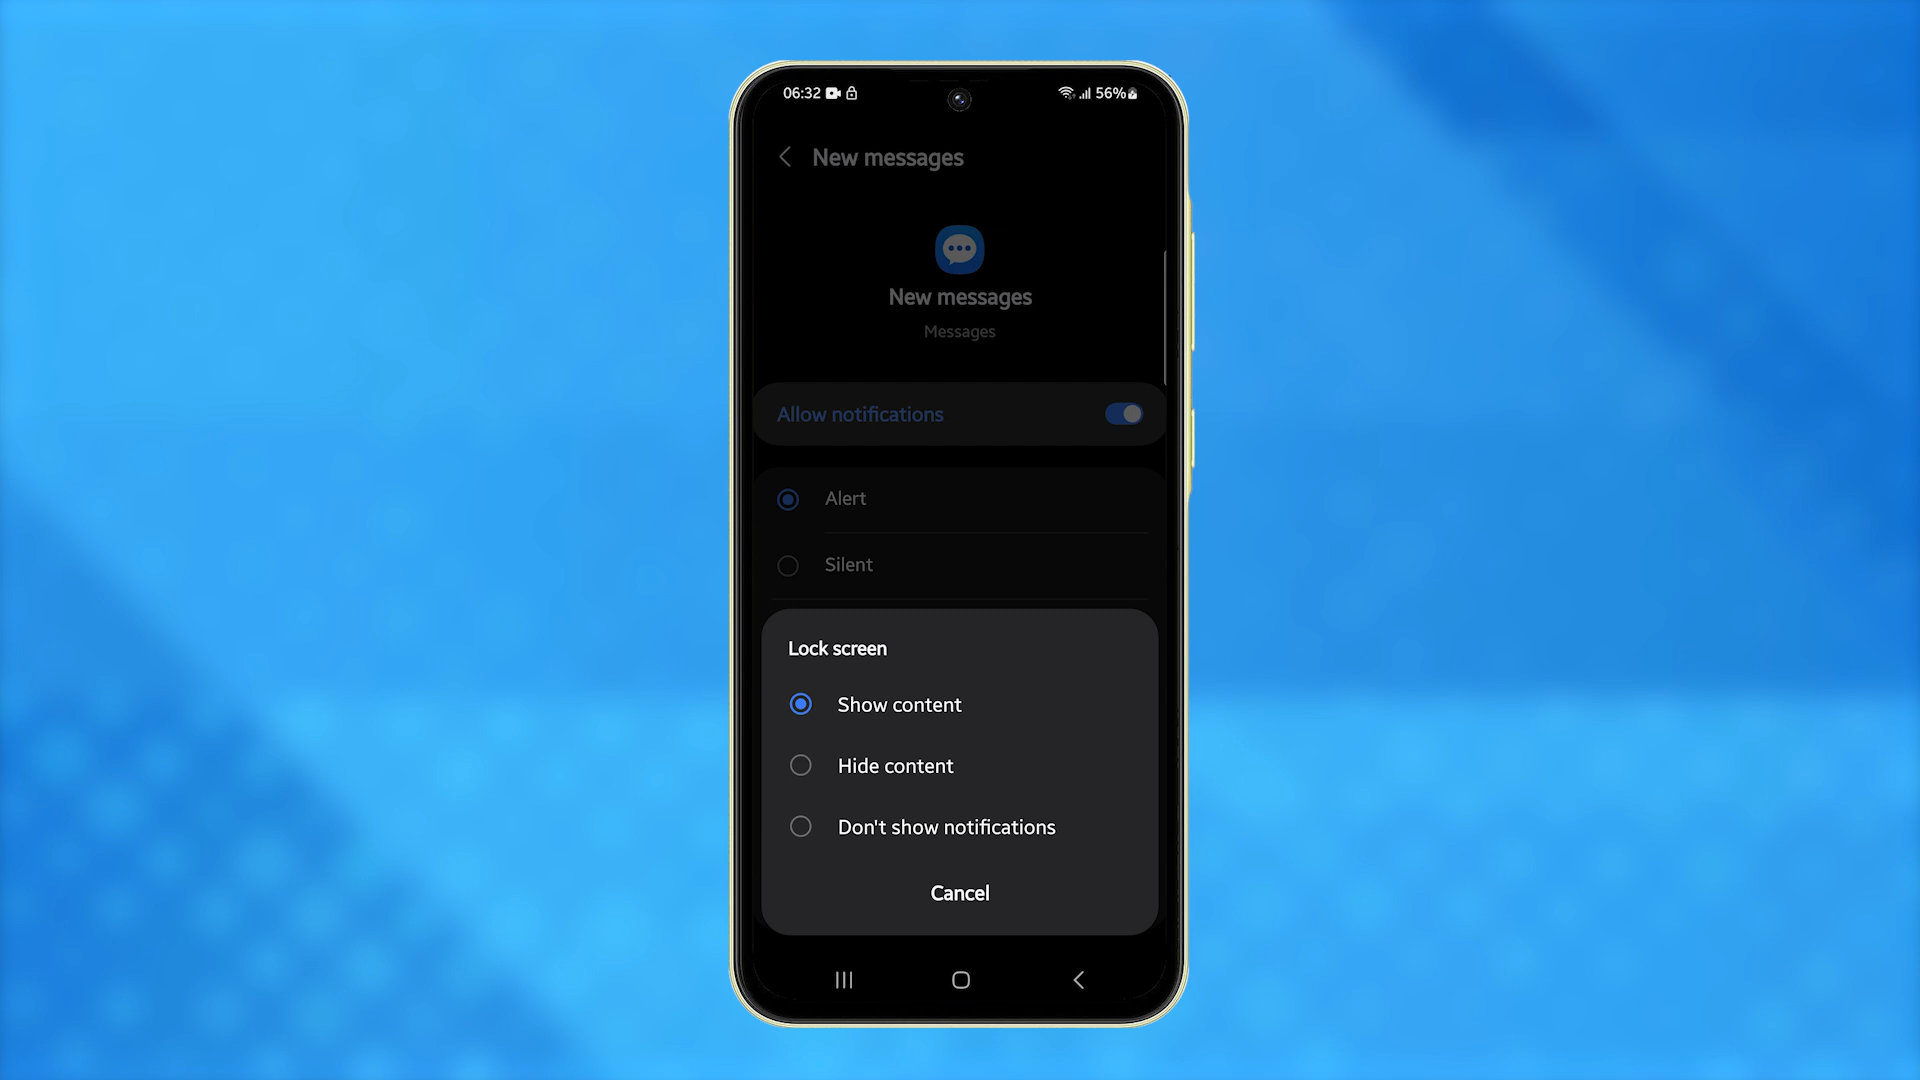 06:32
56%
New messages
New messages
Messages
Allow notifications
Alert
Silent
Lock screen
Show content
Hide content
Don't show notifications
Cancel